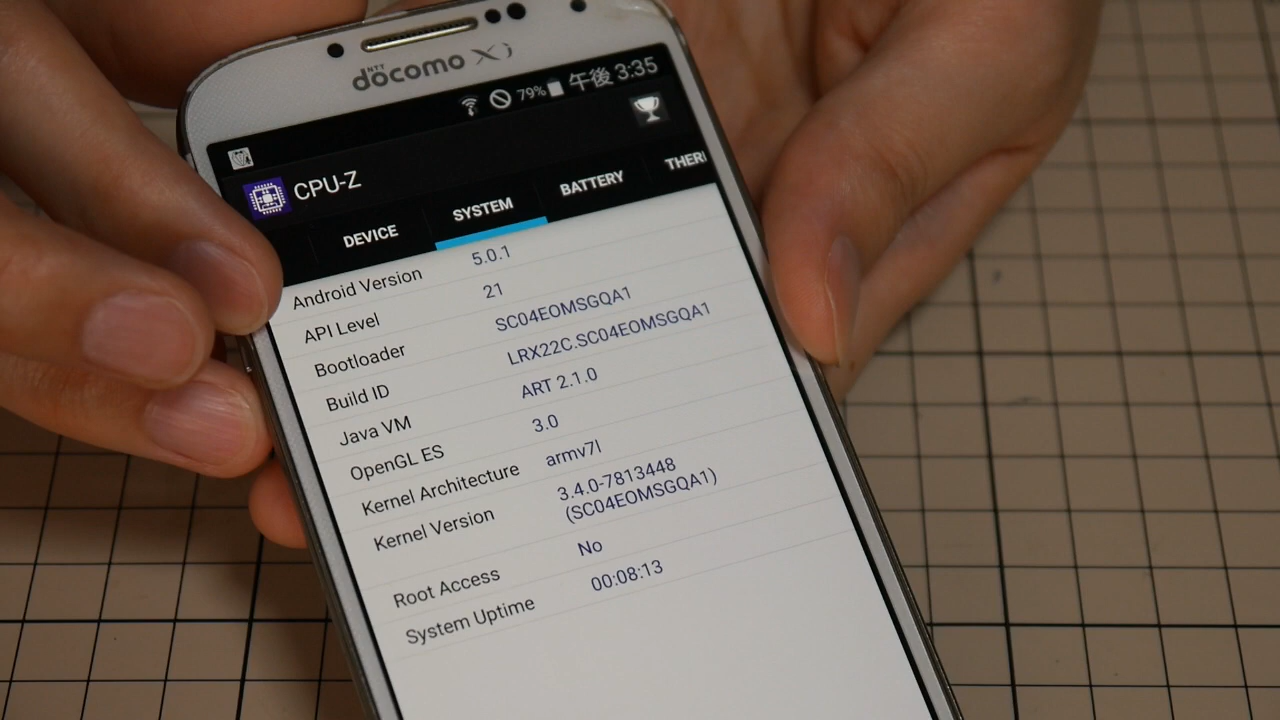 NTT
döcomo Xi
79% 午後 3:35
CPU-Z
DEVICE SYSTEM BATTERY THER
Android Version 5.0.1
API Level 21
Bootloader SC04EOMSGQA1
Build ID LRX22C.SC04EOMSGQA1
Java VM ART 2.1.0
OpenGL ES 3.0
Kernel Architecture armv7l
Kernel Version 3.4.0-7813448
(SC04EOMSGQA1)
Root Access No
System Uptime 00:08:13